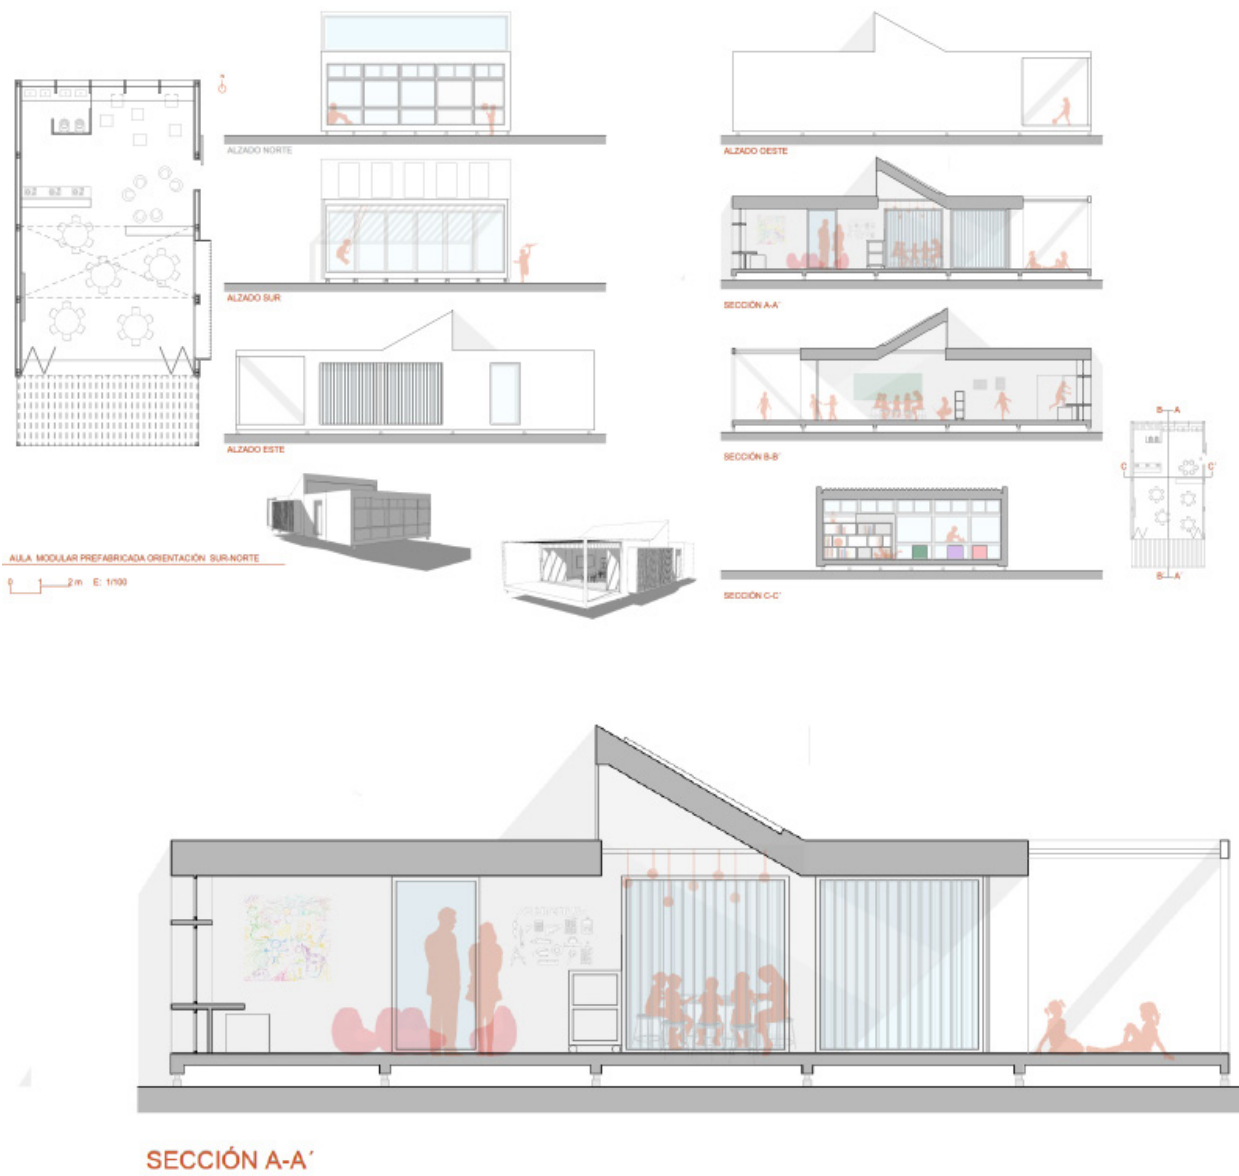 N
ALZADO NORTE
ALZADO SUR
ALZADO ESTE
ALZADO OESTE
SECCIÓN A-A´
SECCIÓN B-B´
SECCIÓN C-C´
B A
C C´
B´ A´
AULA MODULAR PREFABRICADA ORIENTACIÓN SUR-NORTE
0 1 2 m E: 1/100
SECCIÓN A-A´